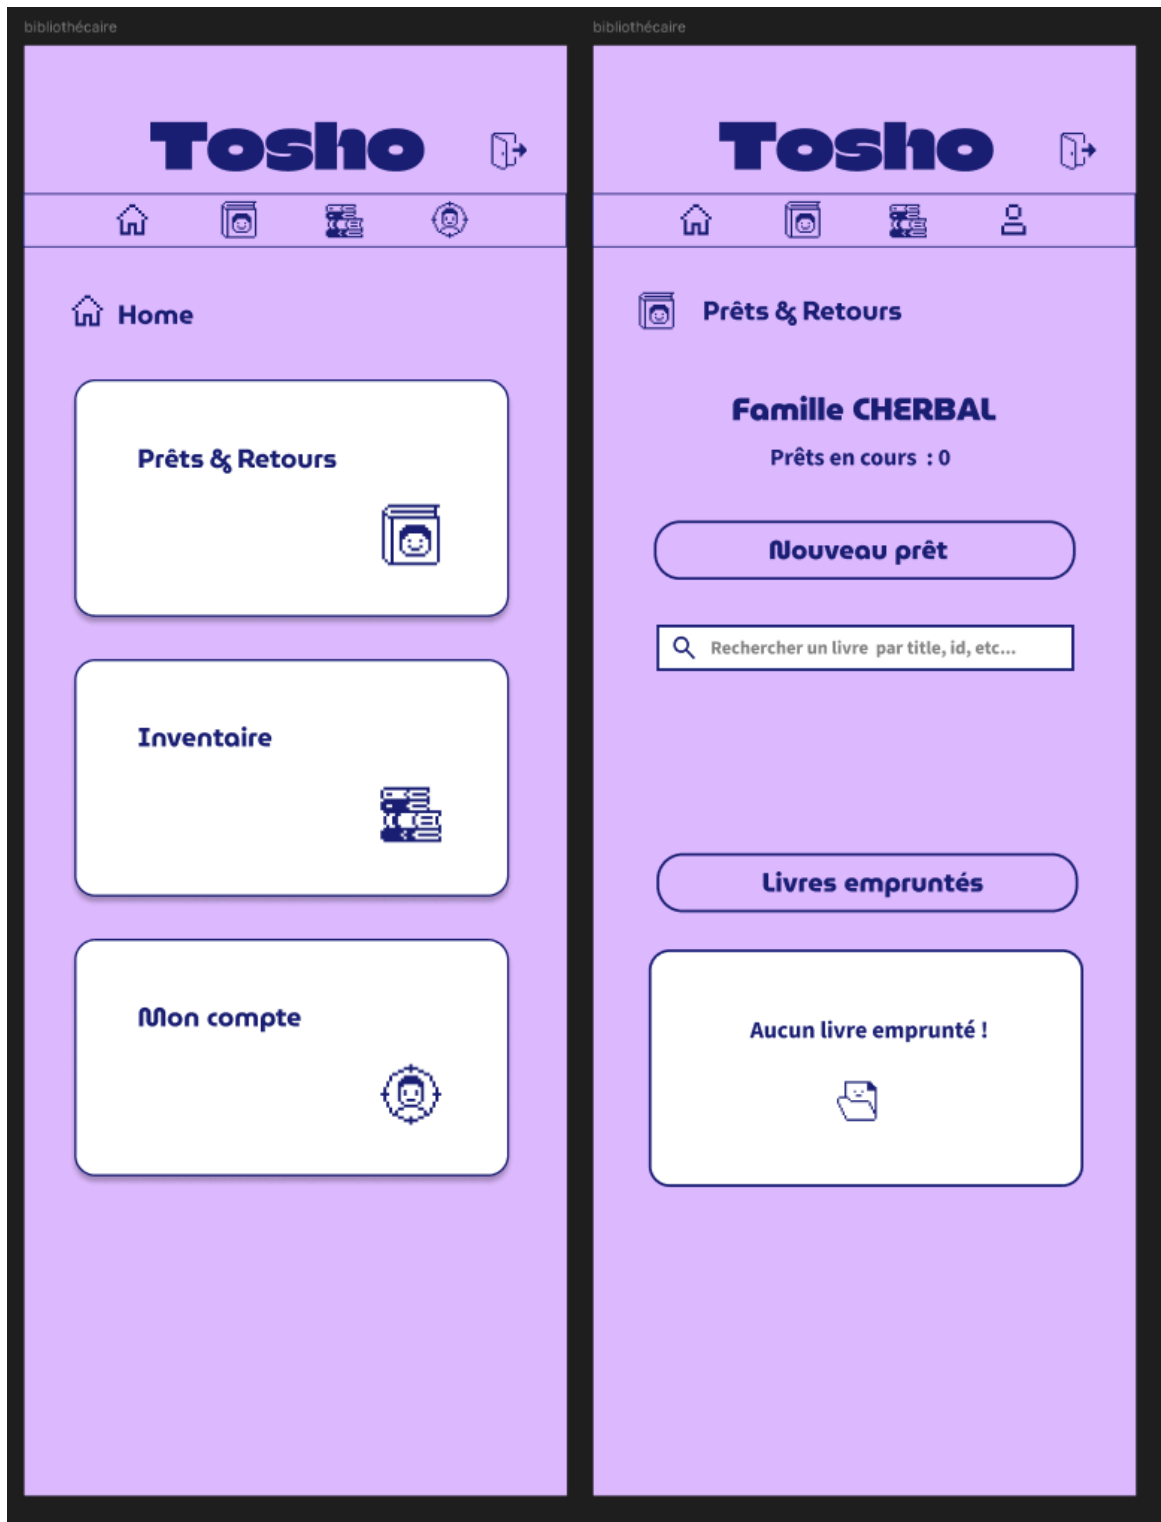 bibliothécaire
Tosho
Home
Prêts & Retours
Inventaire
Mon compte
bibliothécaire
Tosho
Prêts & Retours
Famille CHERBAL
Prêts en cours : 0
Nouveau prêt
Rechercher un livre par title, id, etc...
Livres empruntés
Aucun livre emprunté !